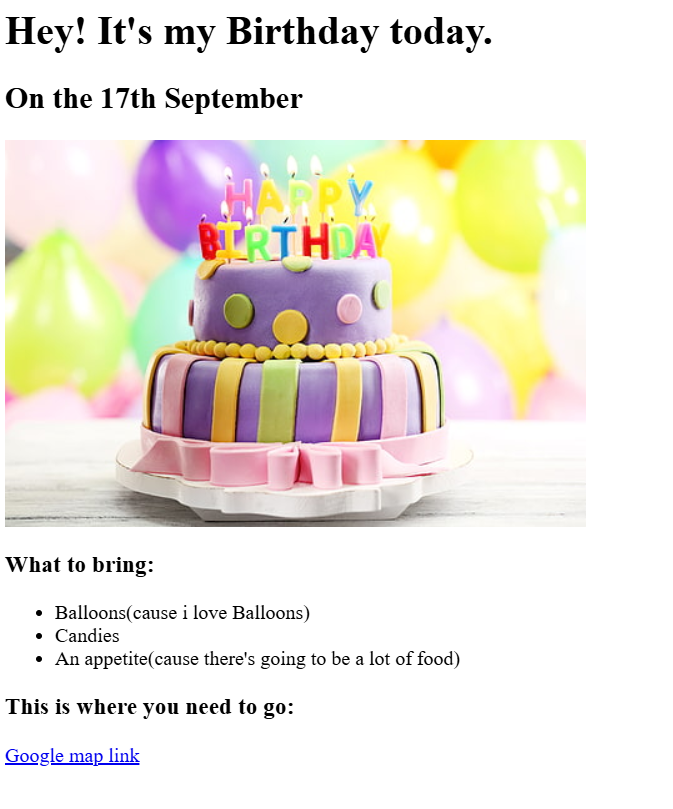 Hey! It's my Birthday today.
On the 17th September
HAPPY
BIRTHDAY
What to bring:
Balloons(cause i love Balloons)
Candies
An appetite(cause there's going to be a lot of food)
This is where you need to go:
Google map link